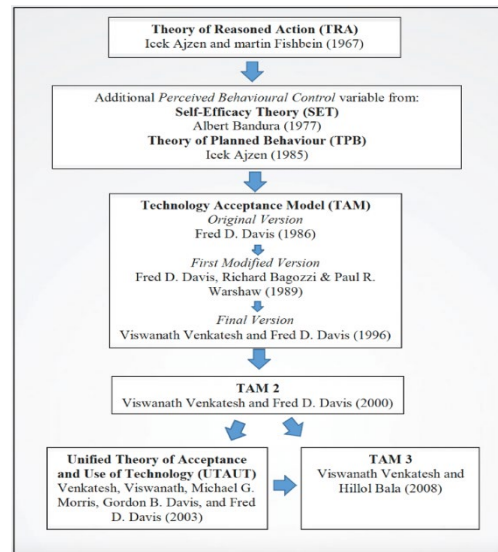 Theory of Reasoned Action (TRA)
Icek Ajzen and martin Fishbein (1967)
Additional Perceived Behavioural Control variable from:
Self-Efficacy Theory (SET)
Albert Bandura (1977)
Theory of Planned Behaviour (TPB)
Icek Ajzen (1985)
Technology Acceptance Model (TAM)
Original Version
Fred D. Davis (1986)
First Modified Version
Fred D. Davis, Richard Bagozzi & Paul R.
Warshaw (1989)
Final Version
Viswanath Venkatesh and Fred D. Davis (1996)
TAM 2
Viswanath Venkatesh and Fred D. Davis (2000)
Unified Theory of Acceptance
and Use of Technology (UTAUT)
Venkatesh, Viswanath, Michael G.
Morris, Gordon B. Davis, and Fred
D. Davis (2003)
TAM 3
Viswanath Venkatesh and
Hillol Bala (2008)